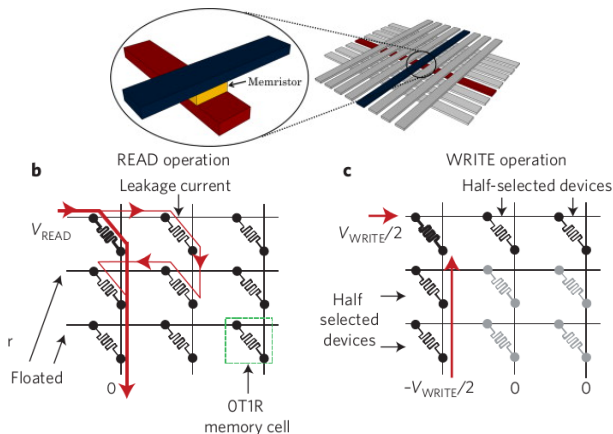 Memristor
b
READ operation
Leakage current
V_READ
r
Floated
0
0T1R
memory cell
c
WRITE operation
Half-selected devices
V_WRITE/2
Half
selected
devices
−V_WRITE/2
0
0